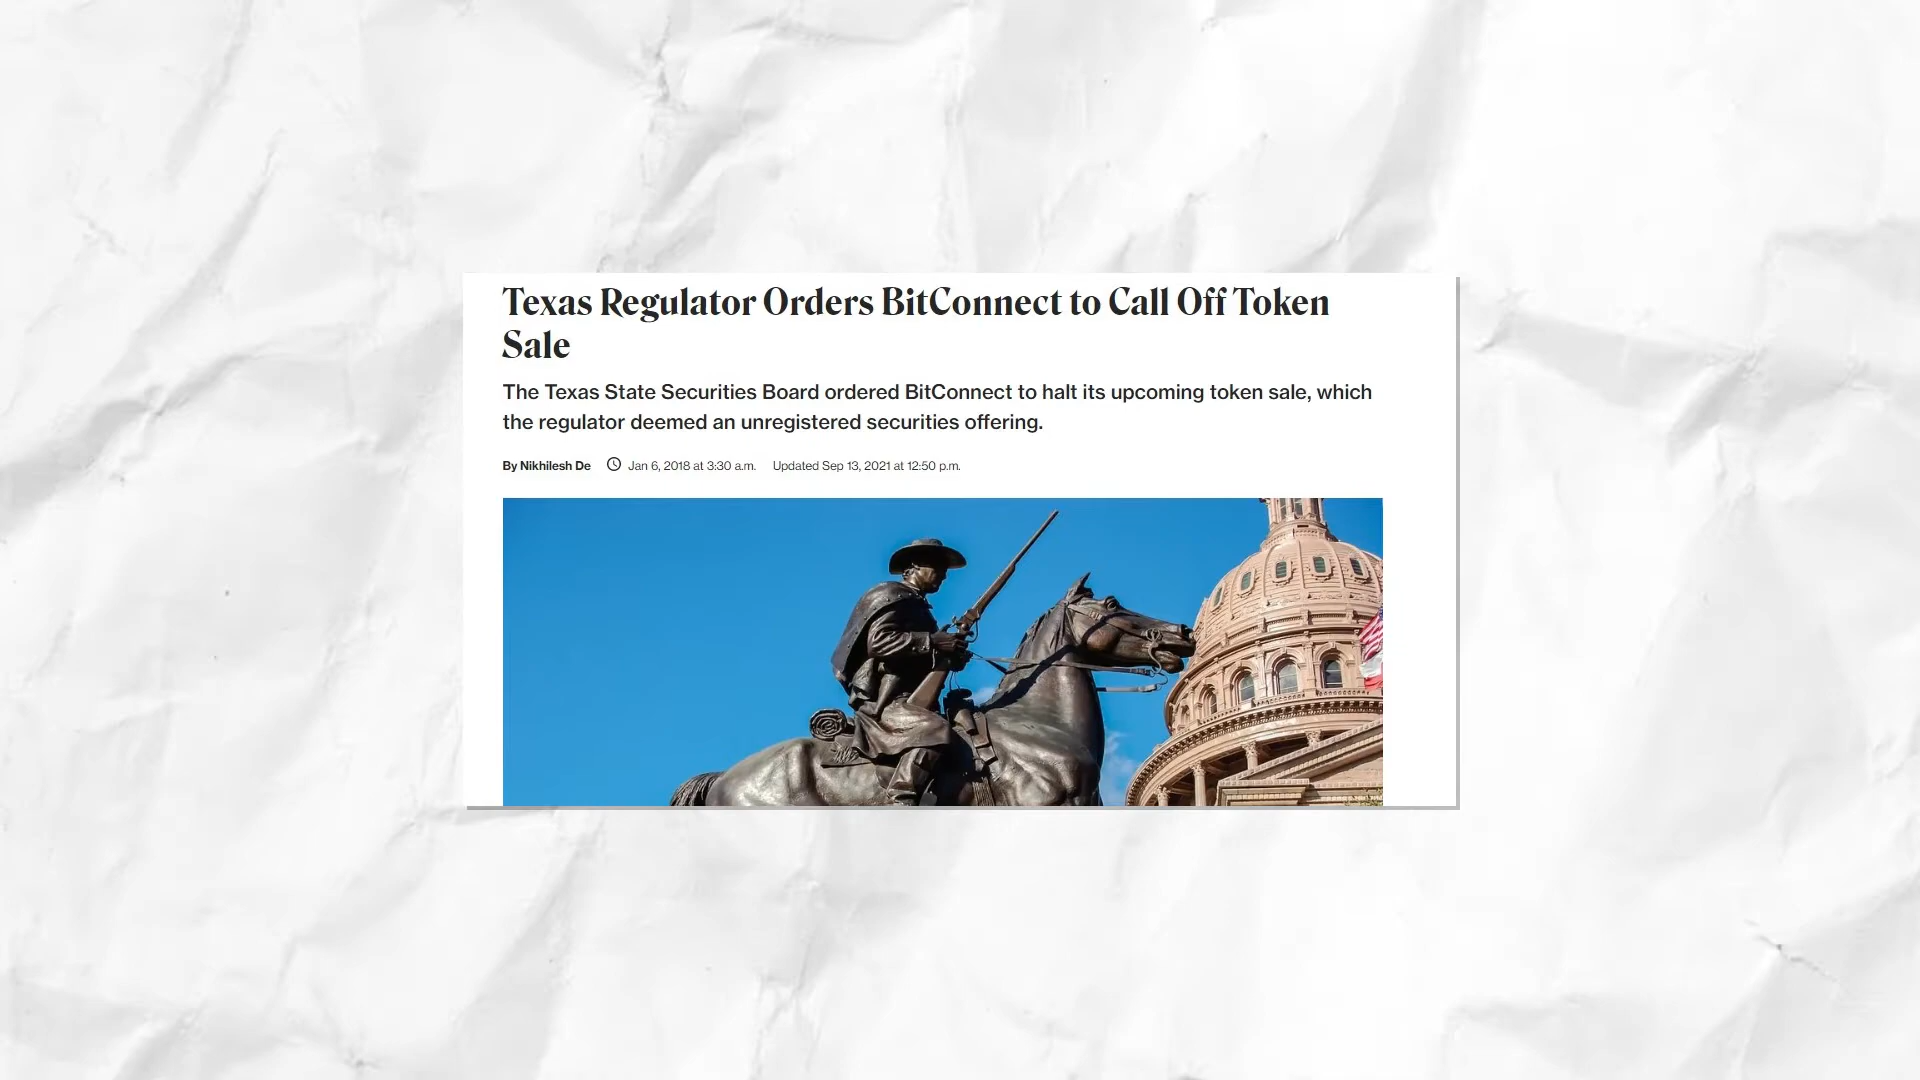 Texas Regulator Orders BitConnect to Call Off Token
Sale
The Texas State Securities Board ordered BitConnect to halt its upcoming token sale, which
the regulator deemed an unregistered securities offering.
By Nikhilesh De Jan 6, 2018 at 3:30 a.m. Updated Sep 13, 2021 at 12:50 p.m.